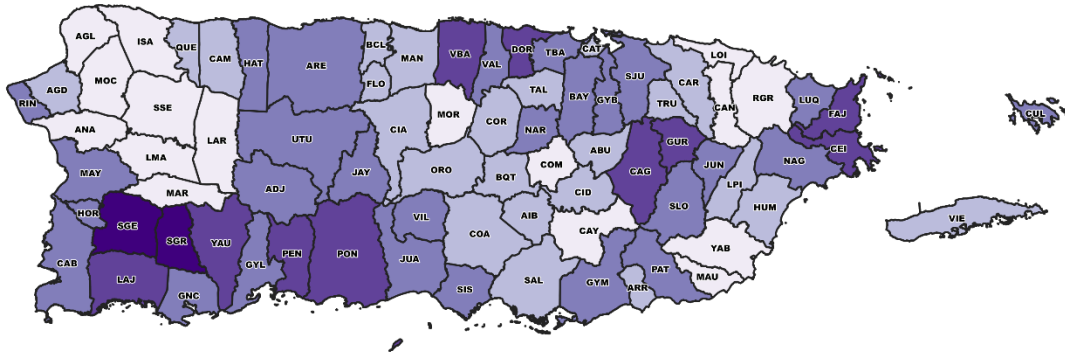 AGL
ISA
QUE
CAM
HAT
ARE
BCL
MAN
VBA
VAL
DOR
TBA
CAT
SJU
LOI
MOC
AGD
RIN
FLO
TAL
BAY
GYB
CAR
TRU
CAN
RGR
LUQ
FAJ
CUL
SSE
ANA
LAR
UTU
CIA
MOR
COR
NAR
ABU
GUR
CEI
LMA
MAY
MAR
ADJ
JAY
ORO
BQT
COM
CID
CAG
JUN
NAG
LPI
HUM
HOR
SGE
SGR
YAU
GYL
PEN
PON
VIL
JUA
COA
AIB
CAY
SLO
YAB
VIE
CAB
LAJ
GNC
SIS
SAL
GYM
PAT
ARR
MAU